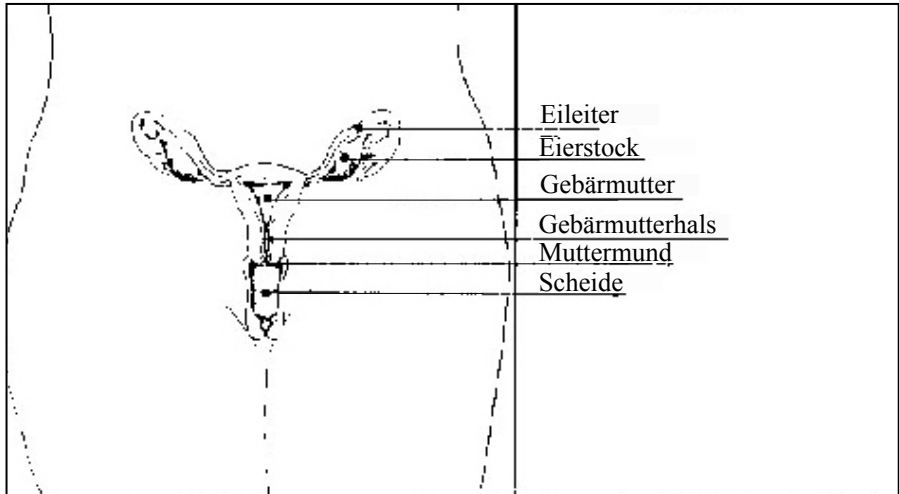 Eileiter
Eierstock
Gebärmutter
Gebärmutterhals
Muttermund
Scheide